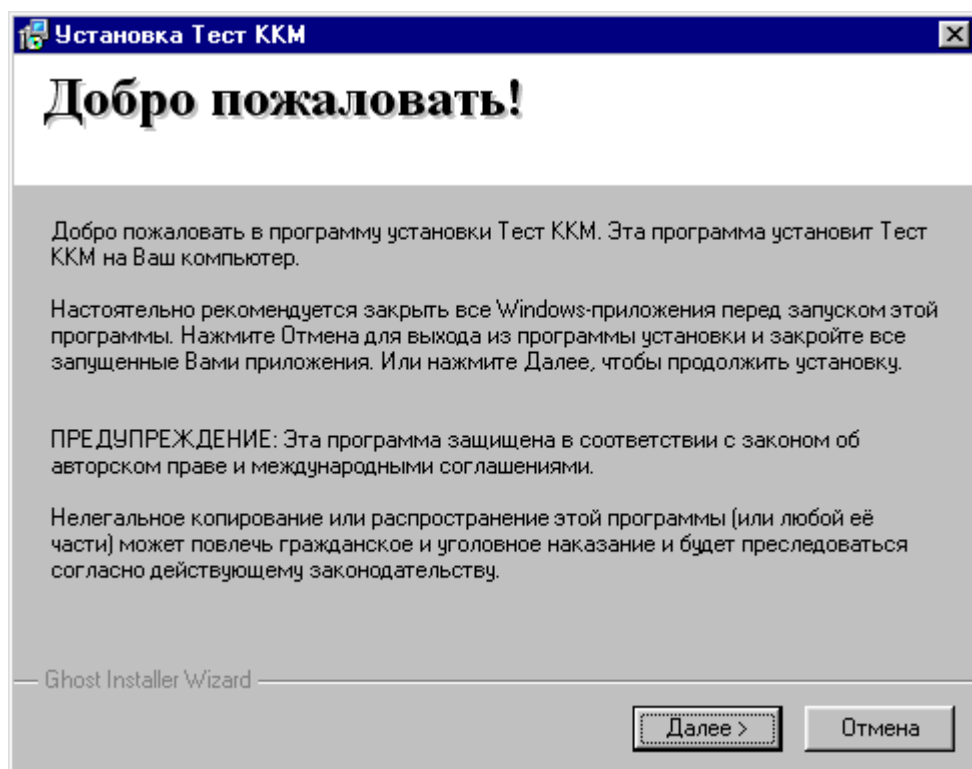 Установка Тест ККМ
Добро пожаловать!
Добро пожаловать в программу установки Тест ККМ. Эта программа установит Тест
ККМ на Ваш компьютер.
Настоятельно рекомендуется закрыть все Windows-приложения перед запуском этой
программы. Нажмите Отмена для выхода из программы установки и закройте все
запущенные Вами приложения. Или нажмите Далее, чтобы продолжить установку.
ПРЕДУПРЕЖДЕНИЕ: Эта программа защищена в соответствии с законом об
авторском праве и международными соглашениями.
Нелегальное копирование или распространение этой программы (или любой её
части) может повлечь гражданское и уголовное наказание и будет преследоваться
согласно действующему законодательству.
Ghost Installer Wizard
Далее >
Отмена